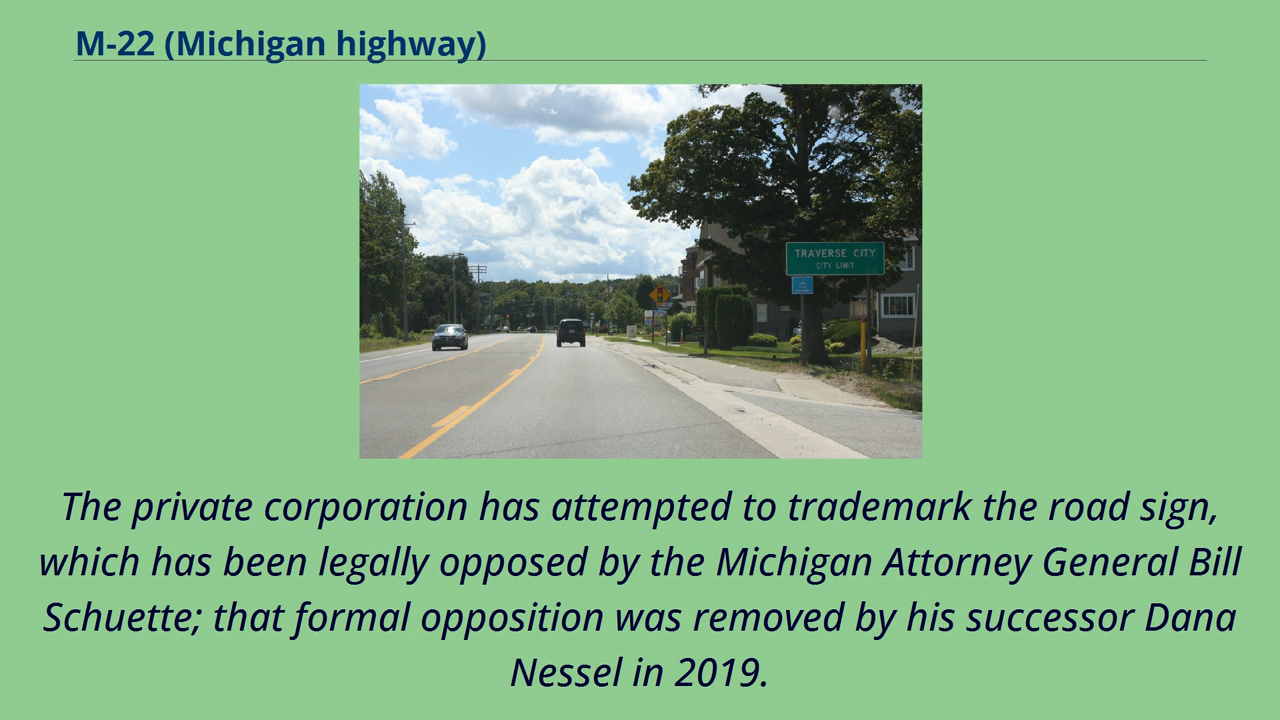 M-22 (Michigan highway)
TRAVERSE CITY
CITY LIMIT
The private corporation has attempted to trademark the road sign,
which has been legally opposed by the Michigan Attorney General Bill
Schuette; that formal opposition was removed by his successor Dana
Nessel in 2019.